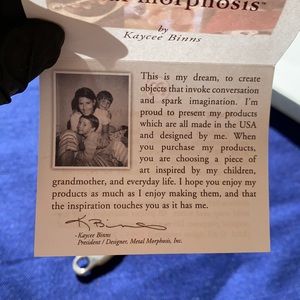 morphosis™
by
Kaycee Binns
This is my dream, to create
objects that invoke conversation
and spark imagination. I'm
proud to present my products
which are all made in the USA
and designed by me. When
you purchase my products,
you are choosing a piece of
art inspired by my children,
grandmother, and everyday life. I hope you enjoy my
products as much as I enjoy making them, and that
the inspiration touches you as it has me.
K Binns
-Kaycee Binns
President / Designer, Metal Morphosis, Inc.